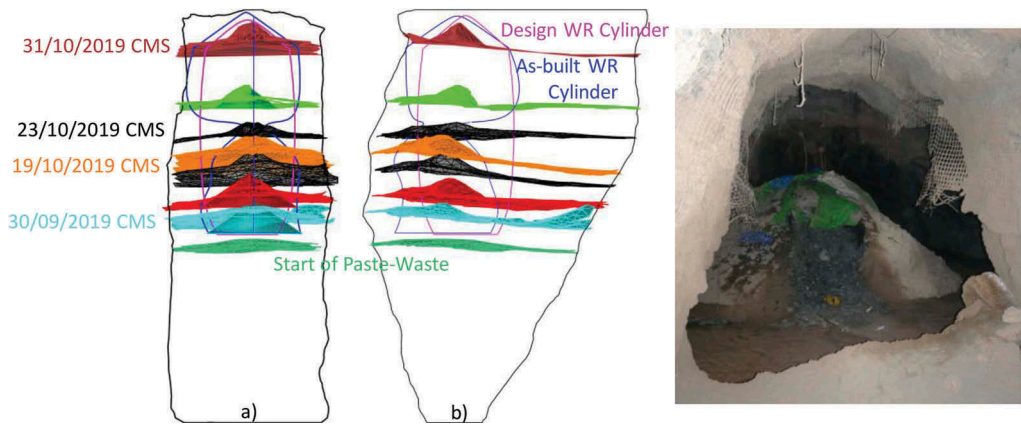 31/10/2019 CMS
Design WR Cylinder
As-built WR
Cylinder
23/10/2019 CMS
19/10/2019 CMS
30/09/2019 CMS
Start of Paste-Waste
a)
b)